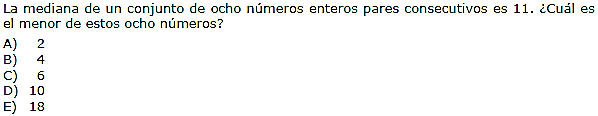 La mediana de un conjunto de ocho números enteros pares consecutivos es 11. ¿Cuál es
el menor de estos ocho números?
A) 2
B) 4
C) 6
D) 10
E) 18